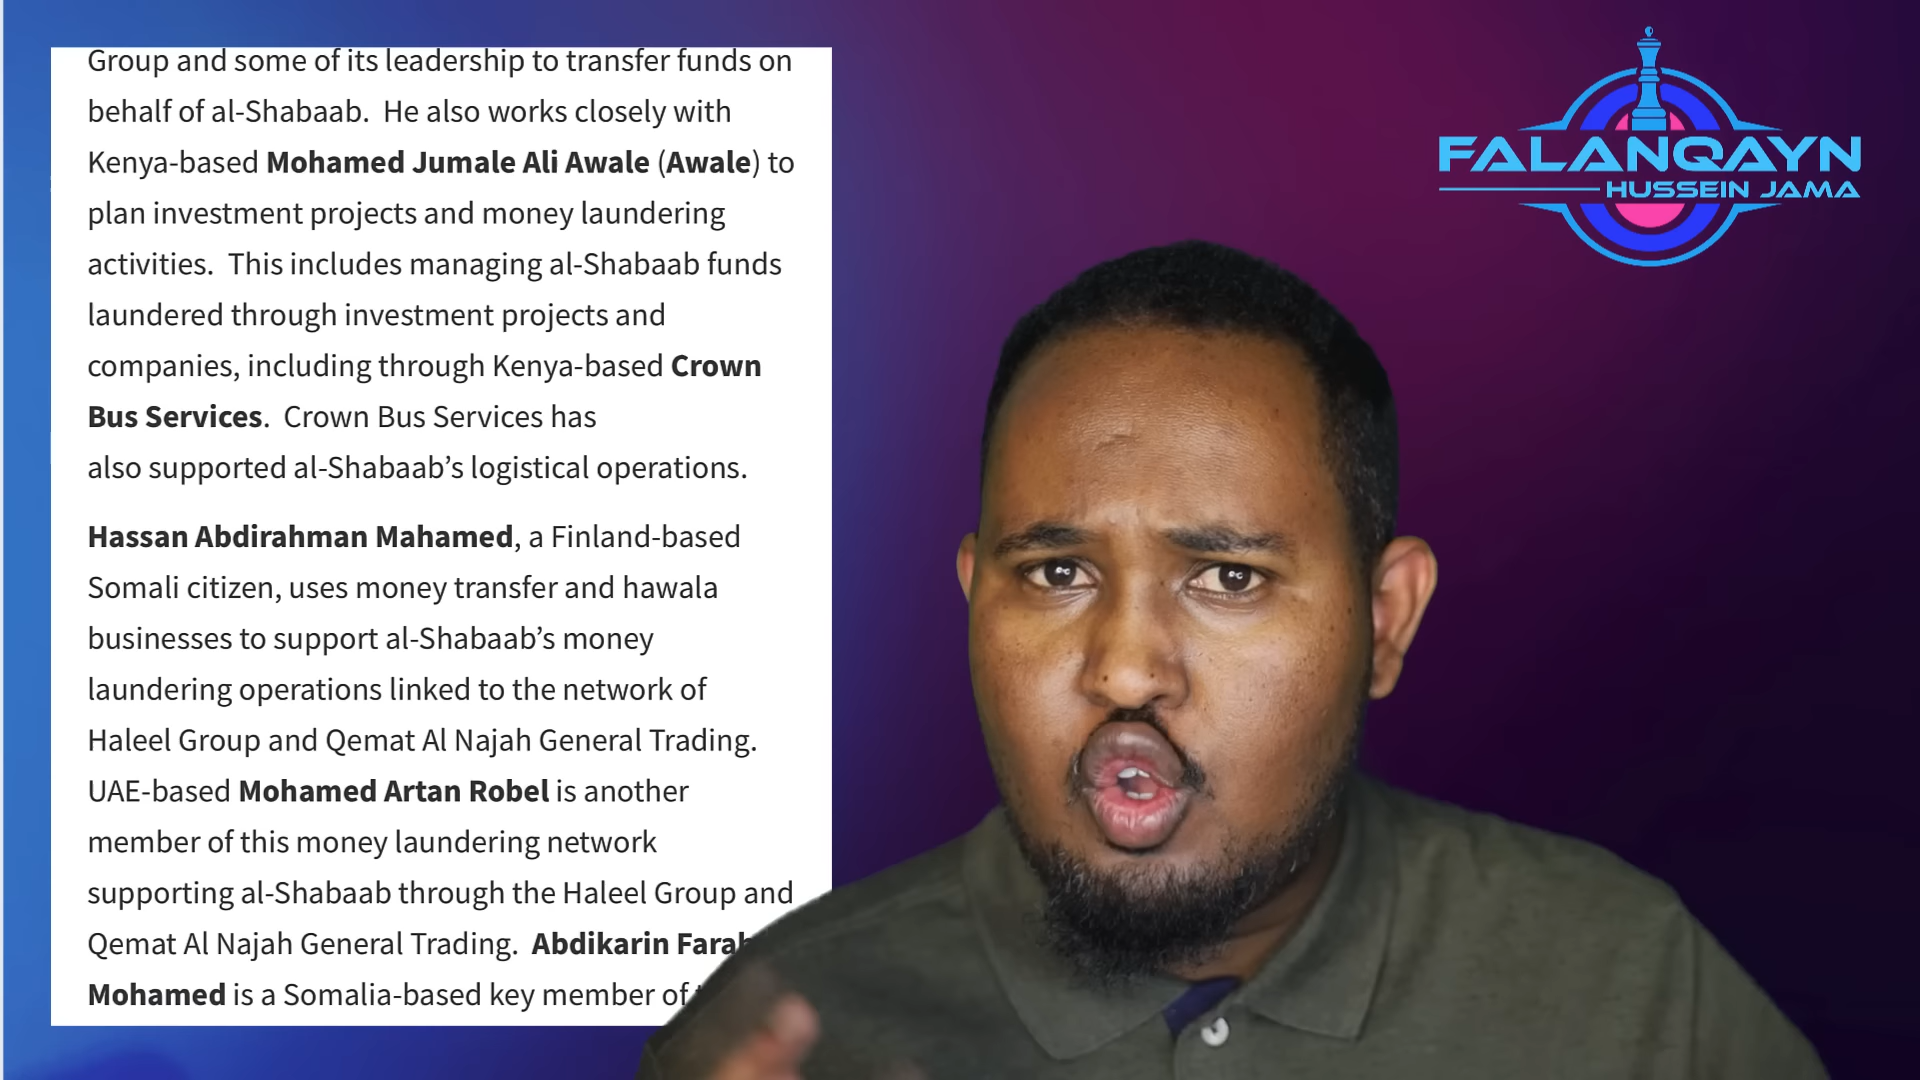 Group and some of its leadership to transfer funds on
behalf of al-Shabaab. He also works closely with
Kenya-based Mohamed Jumale Ali Awale (Awale) to
plan investment projects and money laundering
activities. This includes managing al-Shabaab funds
laundered through investment projects and
companies, including through Kenya-based Crown
Bus Services. Crown Bus Services has
also supported al-Shabaab’s logistical operations.
Hassan Abdirahman Mahamed, a Finland-based
Somali citizen, uses money transfer and hawala
businesses to support al-Shabaab’s money
laundering operations linked to the network of
Haleel Group and Qemat Al Najah General Trading.
UAE-based Mohamed Artan Robel is another
member of this money laundering network
supporting al-Shabaab through the Haleel Group and
Qemat Al Najah General Trading. Abdikarin Farah
Mohamed is a Somalia-based key member of
FALANQAYN
HUSSEIN JAMA